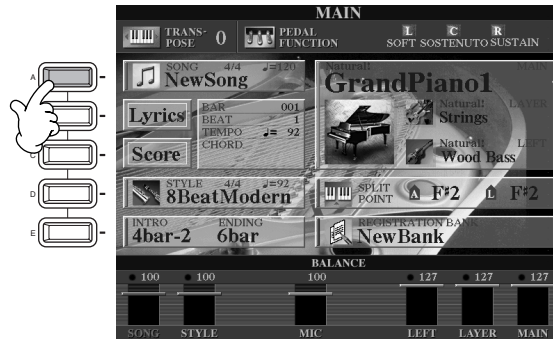 MAIN
TRANS-
POSE 0
PEDAL
FUNCTION
L C R
SOFT SOSTENUTO SUSTAIN
A
B
C
D
E
SONG 4/4 ♩=120
NewSong
Lyrics
Score
BAR 001
BEAT 1
TEMPO ♩= 92
CHORD
Natural! MAIN
GrandPiano1
Natural! LAYER
Strings
Natural! LEFT
Wood Bass
STYLE 4/4 ♩=92
8BeatModern
SPLIT
POINT A F♯2 L F♯2
INTRO ENDING
4bar-2 6bar
REGISTRATION BANK
NewBank
BALANCE
100 100 100 127 127 127
SONG STYLE MIC LEFT LAYER MAIN